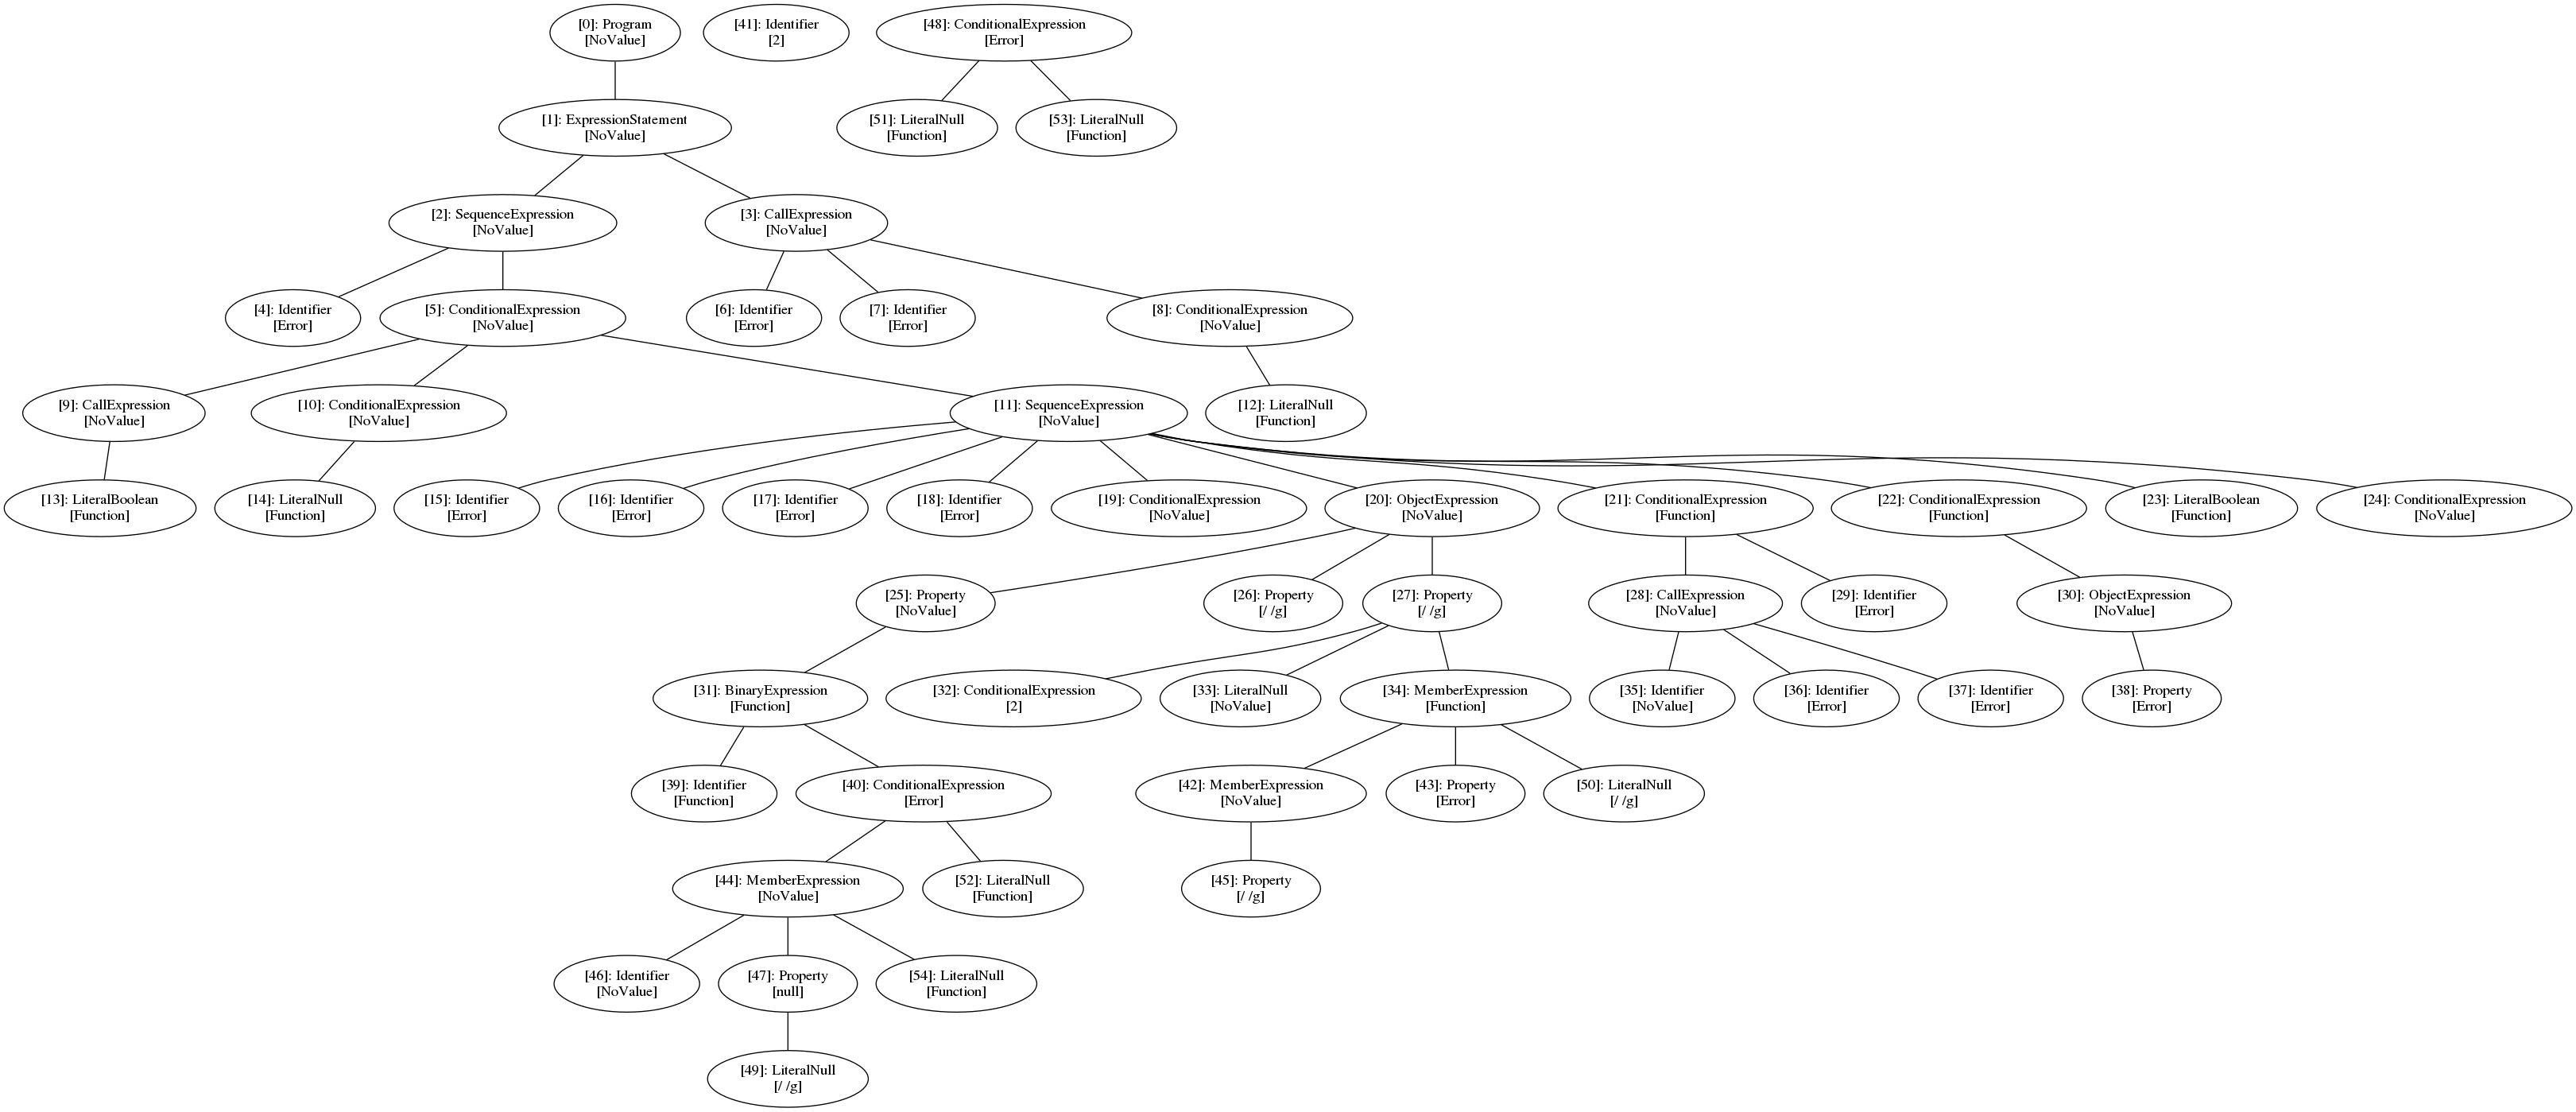 [0]: Program
[NoValue]
[41]: Identifier
[2]
[48]: ConditionalExpression
[Error]
[51]: LiteralNull
[Function]
[53]: LiteralNull
[Function]
[1]: ExpressionStatement
[NoValue]
[2]: SequenceExpression
[NoValue]
[3]: CallExpression
[NoValue]
[4]: Identifier
[Error]
[5]: ConditionalExpression
[NoValue]
[6]: Identifier
[Error]
[7]: Identifier
[Error]
[8]: ConditionalExpression
[NoValue]
[9]: CallExpression
[NoValue]
[10]: ConditionalExpression
[NoValue]
[11]: SequenceExpression
[NoValue]
[12]: LiteralNull
[Function]
[13]: LiteralBoolean
[Function]
[14]: LiteralNull
[Function]
[15]: Identifier
[Error]
[16]: Identifier
[Error]
[17]: Identifier
[Error]
[18]: Identifier
[Error]
[19]: ConditionalExpression
[NoValue]
[20]: ObjectExpression
[NoValue]
[21]: ConditionalExpression
[Function]
[22]: ConditionalExpression
[Function]
[23]: LiteralBoolean
[Function]
[24]: ConditionalExpression
[NoValue]
[25]: Property
[NoValue]
[26]: Property
[/ /g]
[27]: Property
[/ /g]
[28]: CallExpression
[NoValue]
[29]: Identifier
[Error]
[30]: ObjectExpression
[NoValue]
[31]: BinaryExpression
[Function]
[32]: ConditionalExpression
[2]
[33]: LiteralNull
[NoValue]
[34]: MemberExpression
[Function]
[35]: Identifier
[NoValue]
[36]: Identifier
[Error]
[37]: Identifier
[Error]
[38]: Property
[Error]
[39]: Identifier
[Function]
[40]: ConditionalExpression
[Error]
[42]: MemberExpression
[NoValue]
[43]: Property
[Error]
[50]: LiteralNull
[/ /g]
[44]: MemberExpression
[NoValue]
[52]: LiteralNull
[Function]
[45]: Property
[/ /g]
[46]: Identifier
[NoValue]
[47]: Property
[null]
[54]: LiteralNull
[Function]
[49]: LiteralNull
[/ /g]